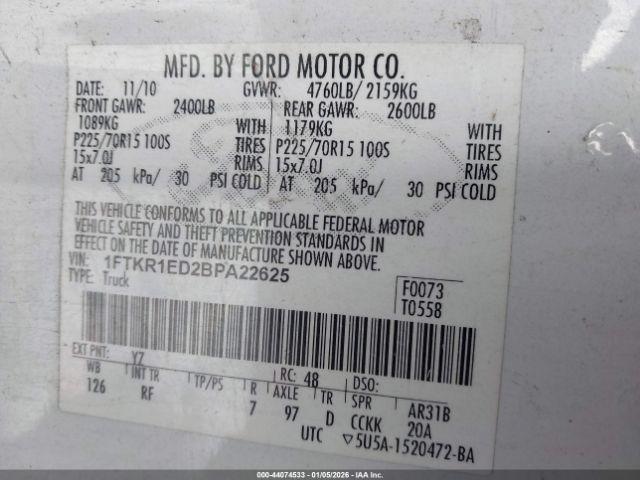 MFD. BY FORD MOTOR CO.
DATE: 11/10 GVWR: 4760LB/ 2159KG
FRONT GAWR: 2400LB REAR GAWR: 2600LB
1089KG WITH 1179KG WITH
P225/70R15 100S TIRES P225/70R15 100S TIRES
15x7.0J RIMS 15x7.0J RIMS
AT 205 kPa/ 30 PSI COLD AT 205 kPa/ 30 PSI COLD
THIS VEHICLE CONFORMS TO ALL APPLICABLE FEDERAL MOTOR
VEHICLE SAFETY AND THEFT PREVENTION STANDARDS IN
EFFECT ON THE DATE OF MANUFACTURE SHOWN ABOVE.
VIN: 1FTKR1ED2BPA22625
TYPE: Truck
F0073
T0558
EXT PNT: YZ RC: 48 DSO:
WB INT TR TP/PS R AXLE TR SPR AR31B
126 RF 7 97 D CCKK 20A
UTC ▽5U5A-1520472-BA
000-44074533 - 01/05/2026 - IAAI.COM